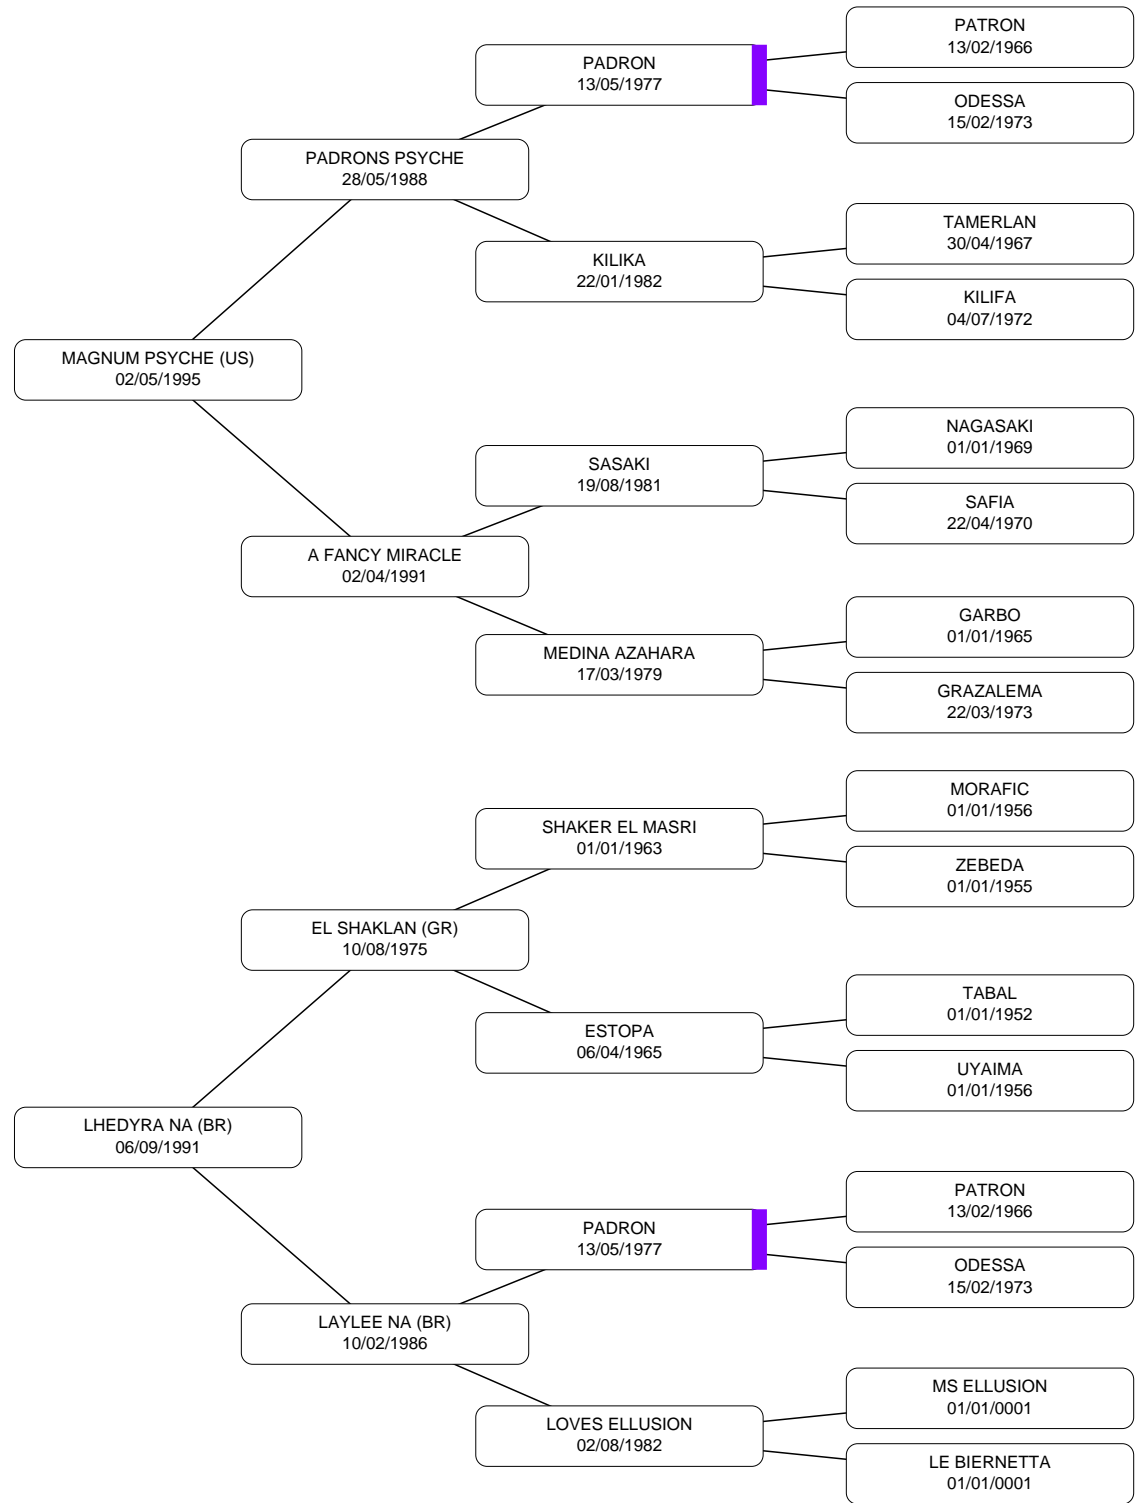 PATRON
13/02/1966
PADRON
13/05/1977
ODESSA
15/02/1973
PADRONS PSYCHE
28/05/1988
TAMERLAN
30/04/1967
KILIKA
22/01/1982
KILIFA
04/07/1972
MAGNUM PSYCHE (US)
02/05/1995
NAGASAKI
01/01/1969
SASAKI
19/08/1981
SAFIA
22/04/1970
A FANCY MIRACLE
02/04/1991
GARBO
01/01/1965
MEDINA AZAHARA
17/03/1979
GRAZALEMA
22/03/1973
MORAFIC
01/01/1956
SHAKER EL MASRI
01/01/1963
ZEBEDA
01/01/1955
EL SHAKLAN (GR)
10/08/1975
TABAL
01/01/1952
ESTOPA
06/04/1965
UYAIMA
01/01/1956
LHEDYRA NA (BR)
06/09/1991
PATRON
13/02/1966
PADRON
13/05/1977
ODESSA
15/02/1973
LAYLEE NA (BR)
10/02/1986
MS ELLUSION
01/01/0001
LOVES ELLUSION
02/08/1982
LE BIERNETTA
01/01/0001